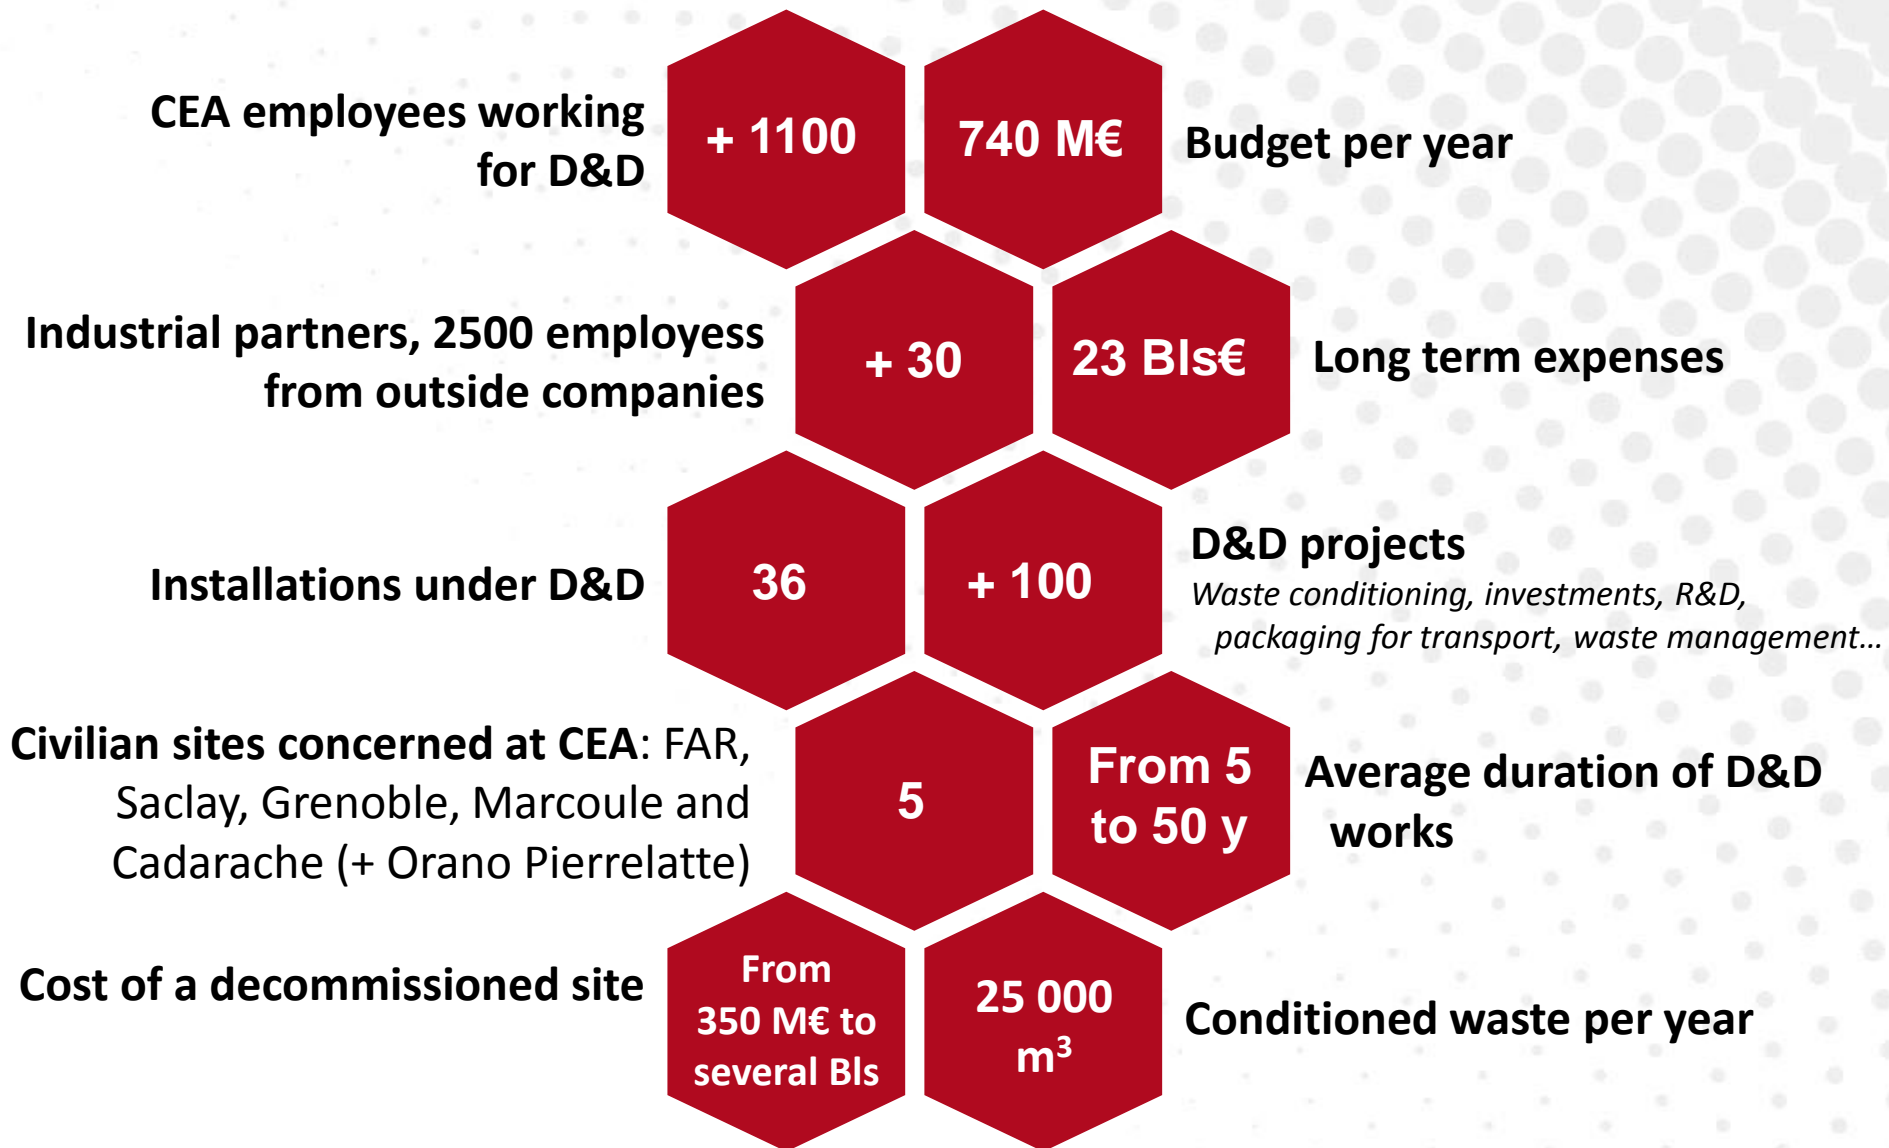 CEA employees working
for D&D
+ 1100
740 M€
Budget per year
Industrial partners, 2500 employess
from outside companies
+ 30
23 Bls€
Long term expenses
Installations under D&D
36
+ 100
D&D projects
Waste conditioning, investments, R&D,
packaging for transport, waste management...
Civilian sites concerned at CEA: FAR,
Saclay, Grenoble, Marcoule and
Cadarache (+ Orano Pierrelatte)
5
From 5
to 50 y
Average duration of D&D
works
Cost of a decommissioned site
From
350 M€ to
several Bls
25 000
m³
Conditioned waste per year